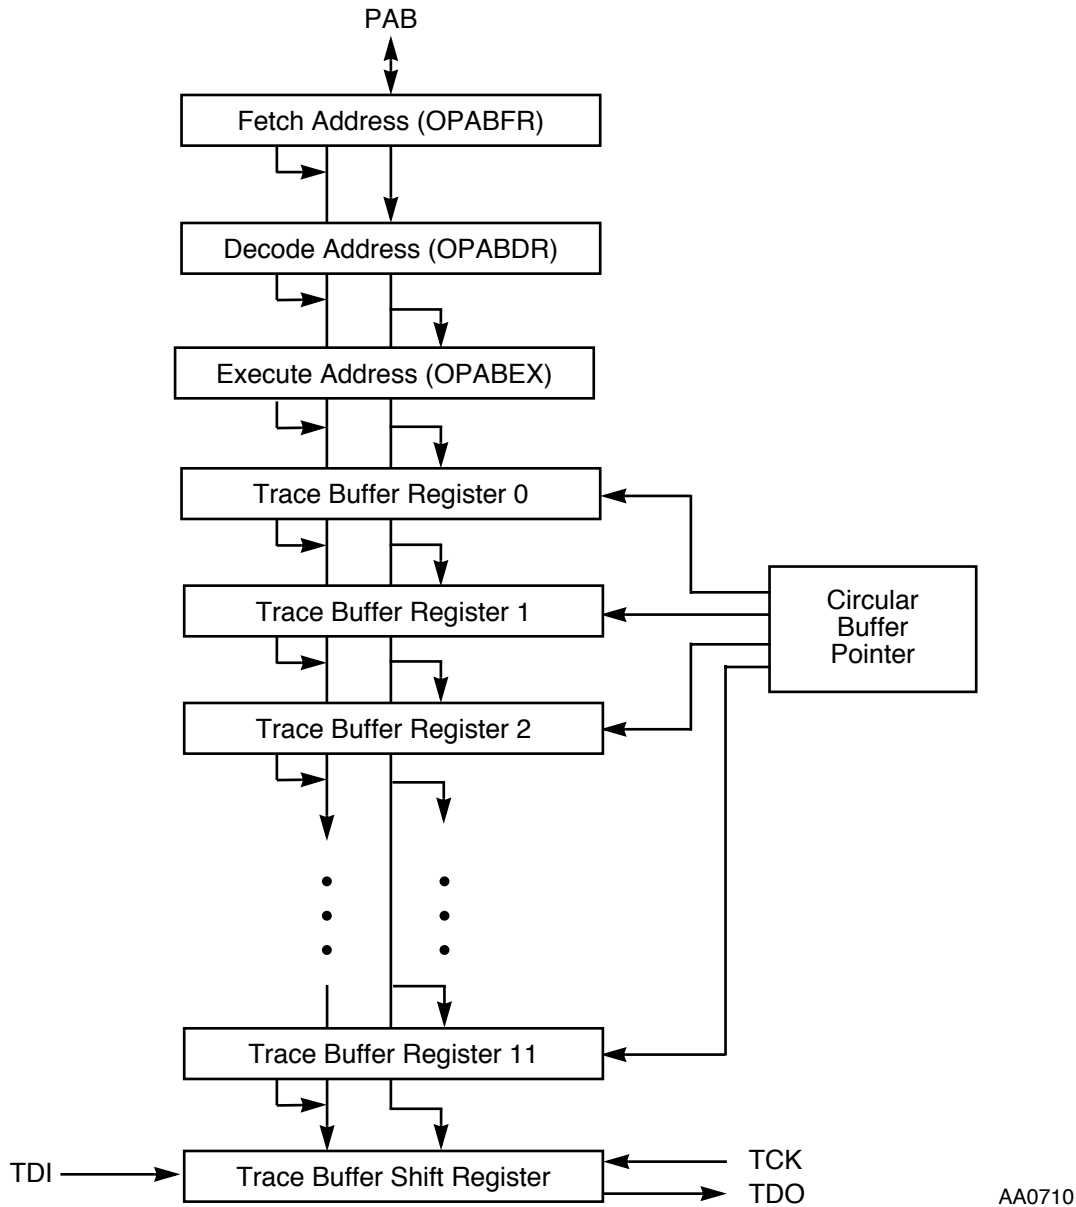 PAB
Fetch Address (OPABFR)
Decode Address (OPABDR)
Execute Address (OPABEX)
Trace Buffer Register 0
Trace Buffer Register 1
Circular
Buffer
Pointer
Trace Buffer Register 2
Trace Buffer Register 11
TDI
Trace Buffer Shift Register
TCK
TDO
AA0710